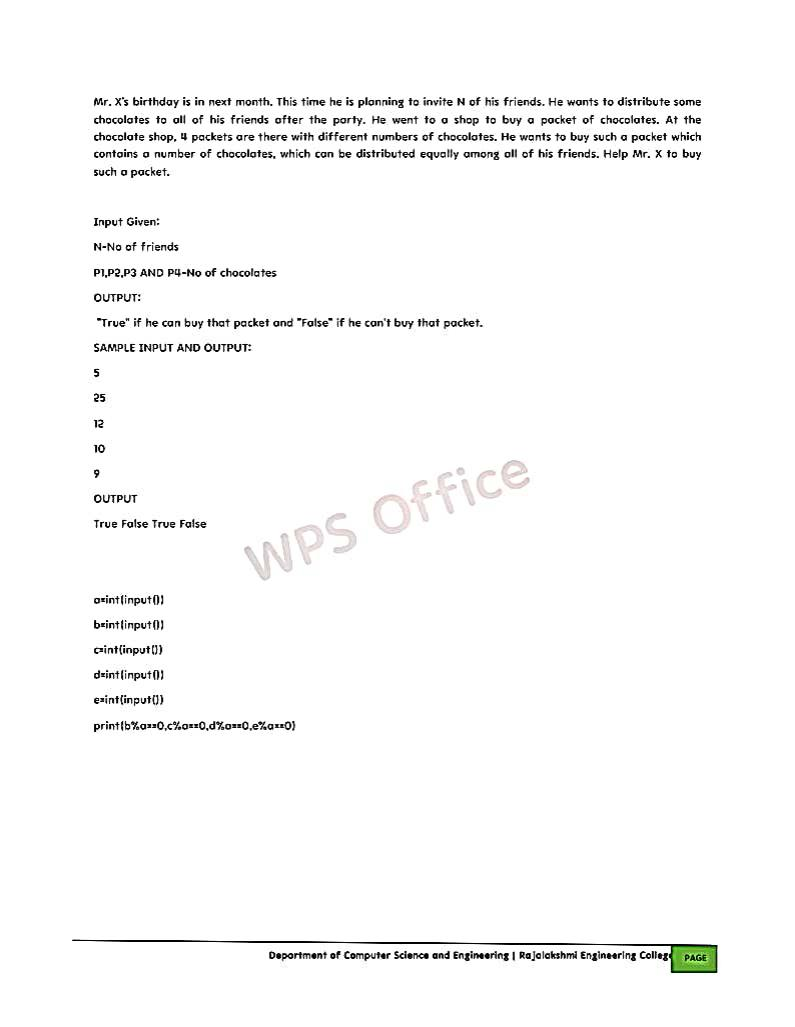 Mr. X's birthday is in next month. This time he is planning to invite N of his friends. He wants to distribute some
chocolates to all of his friends after the party. He went to a shop to buy a packet of chocolates. At the
chocolate shop, 4 packets are there with different numbers of chocolates. He wants to buy such a packet which
contains a number of chocolates, which can be distributed equally among all of his friends. Help Mr. X to buy
such a packet.
Input Given:
N-No of friends
P1,P2,P3 AND P4-No of chocolates
OUTPUT:
"True" if he can buy that packet and "False" if he can't buy that packet.
SAMPLE INPUT AND OUTPUT:
5
25
12
10
9
OUTPUT
True False True False
WPS Office
a=int(input())
b=int(input())
c=int(input())
d=int(input())
e=int(input())
print(b%a==0,c%a==0,d%a==0,e%a==0)
Department of Computer Science and Engineering | Rajalakshmi Engineering College
PAGE